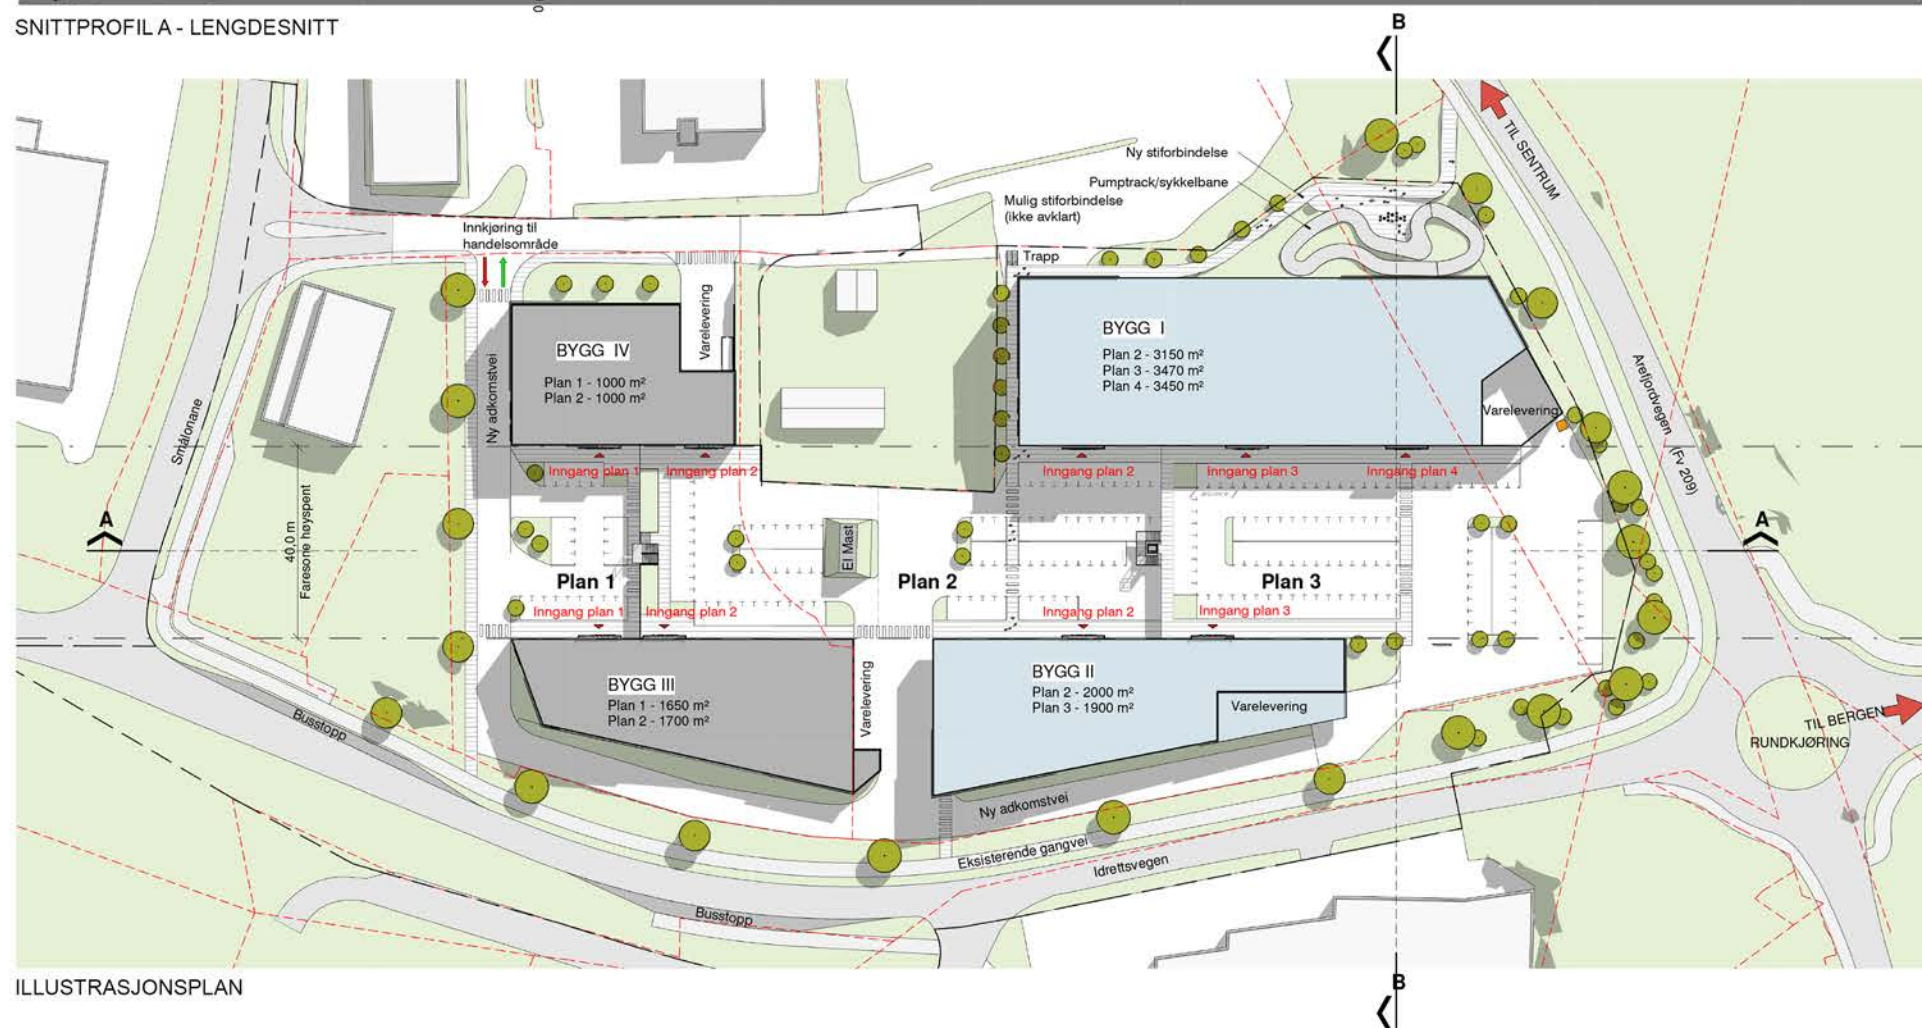 SNITTPROFIL A - LENGDESNITT
B
TIL SENTRUM
Ny stiforbindelse
Pumptrack/sykkelbane
Mulig stiforbindelse
(ikke avklart)
Innkjøring til
handelsområde
Trapp
Varelevering
BYGG IV
Plan 1 - 1000 m²
Plan 2 - 1000 m²
BYGG I
Plan 2 - 3150 m²
Plan 3 - 3470 m²
Plan 4 - 3450 m²
Varelevering
Ny adkomstvei
Smålonane
Arefjordvegen
(Fv 209)
Inngang plan 1
Inngang plan 2
Inngang plan 2
Inngang plan 3
Inngang plan 4
A
40,0 m
Faresone høyspent
El Mast
A
Plan 1
Plan 2
Plan 3
Inngang plan 1
Inngang plan 2
Inngang plan 2
Inngang plan 3
BYGG III
Plan 1 - 1650 m²
Plan 2 - 1700 m²
Varelevering
BYGG II
Plan 2 - 2000 m²
Plan 3 - 1900 m²
Varelevering
Busstopp
TIL BERGEN
RUNDKJØRING
Ny adkomstvei
Eksisterende gangvei
Idrettsvegen
Busstopp
ILLUSTRASJONSPLAN
B